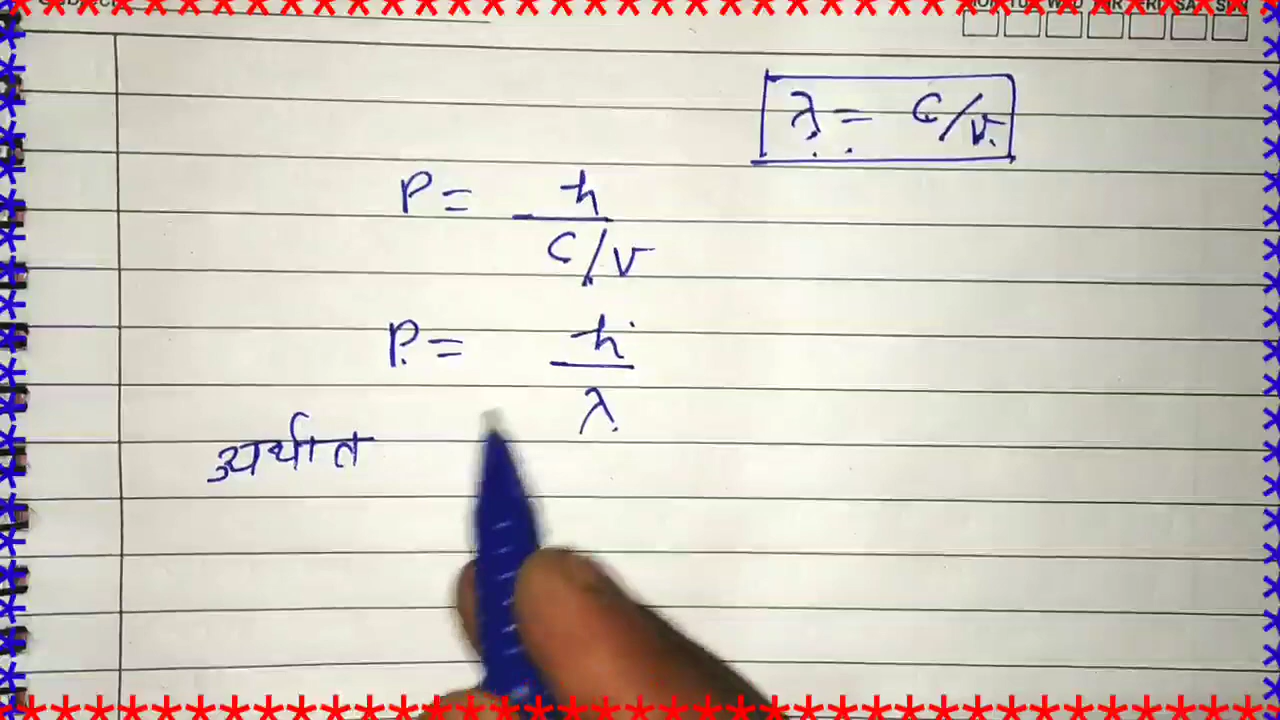 λ = C/v
P = h
C/v
P = h
λ
अर्थात